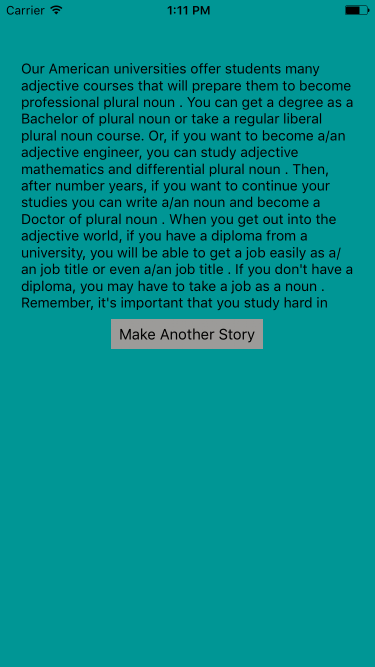 Carrier 1:11 PM
Our American universities offer students many
adjective courses that will prepare them to become
professional plural noun . You can get a degree as a
Bachelor of plural noun or take a regular liberal
plural noun course. Or, if you want to become a/an
adjective engineer, you can study adjective
mathematics and differential plural noun . Then,
after number years, if you want to continue your
studies you can write a/an noun and become a
Doctor of plural noun . When you get out into the
adjective world, if you have a diploma from a
university, you will be able to get a job easily as a/
an job title or even a/an job title . If you don't have a
diploma, you may have to take a job as a noun .
Remember, it's important that you study hard in
Make Another Story